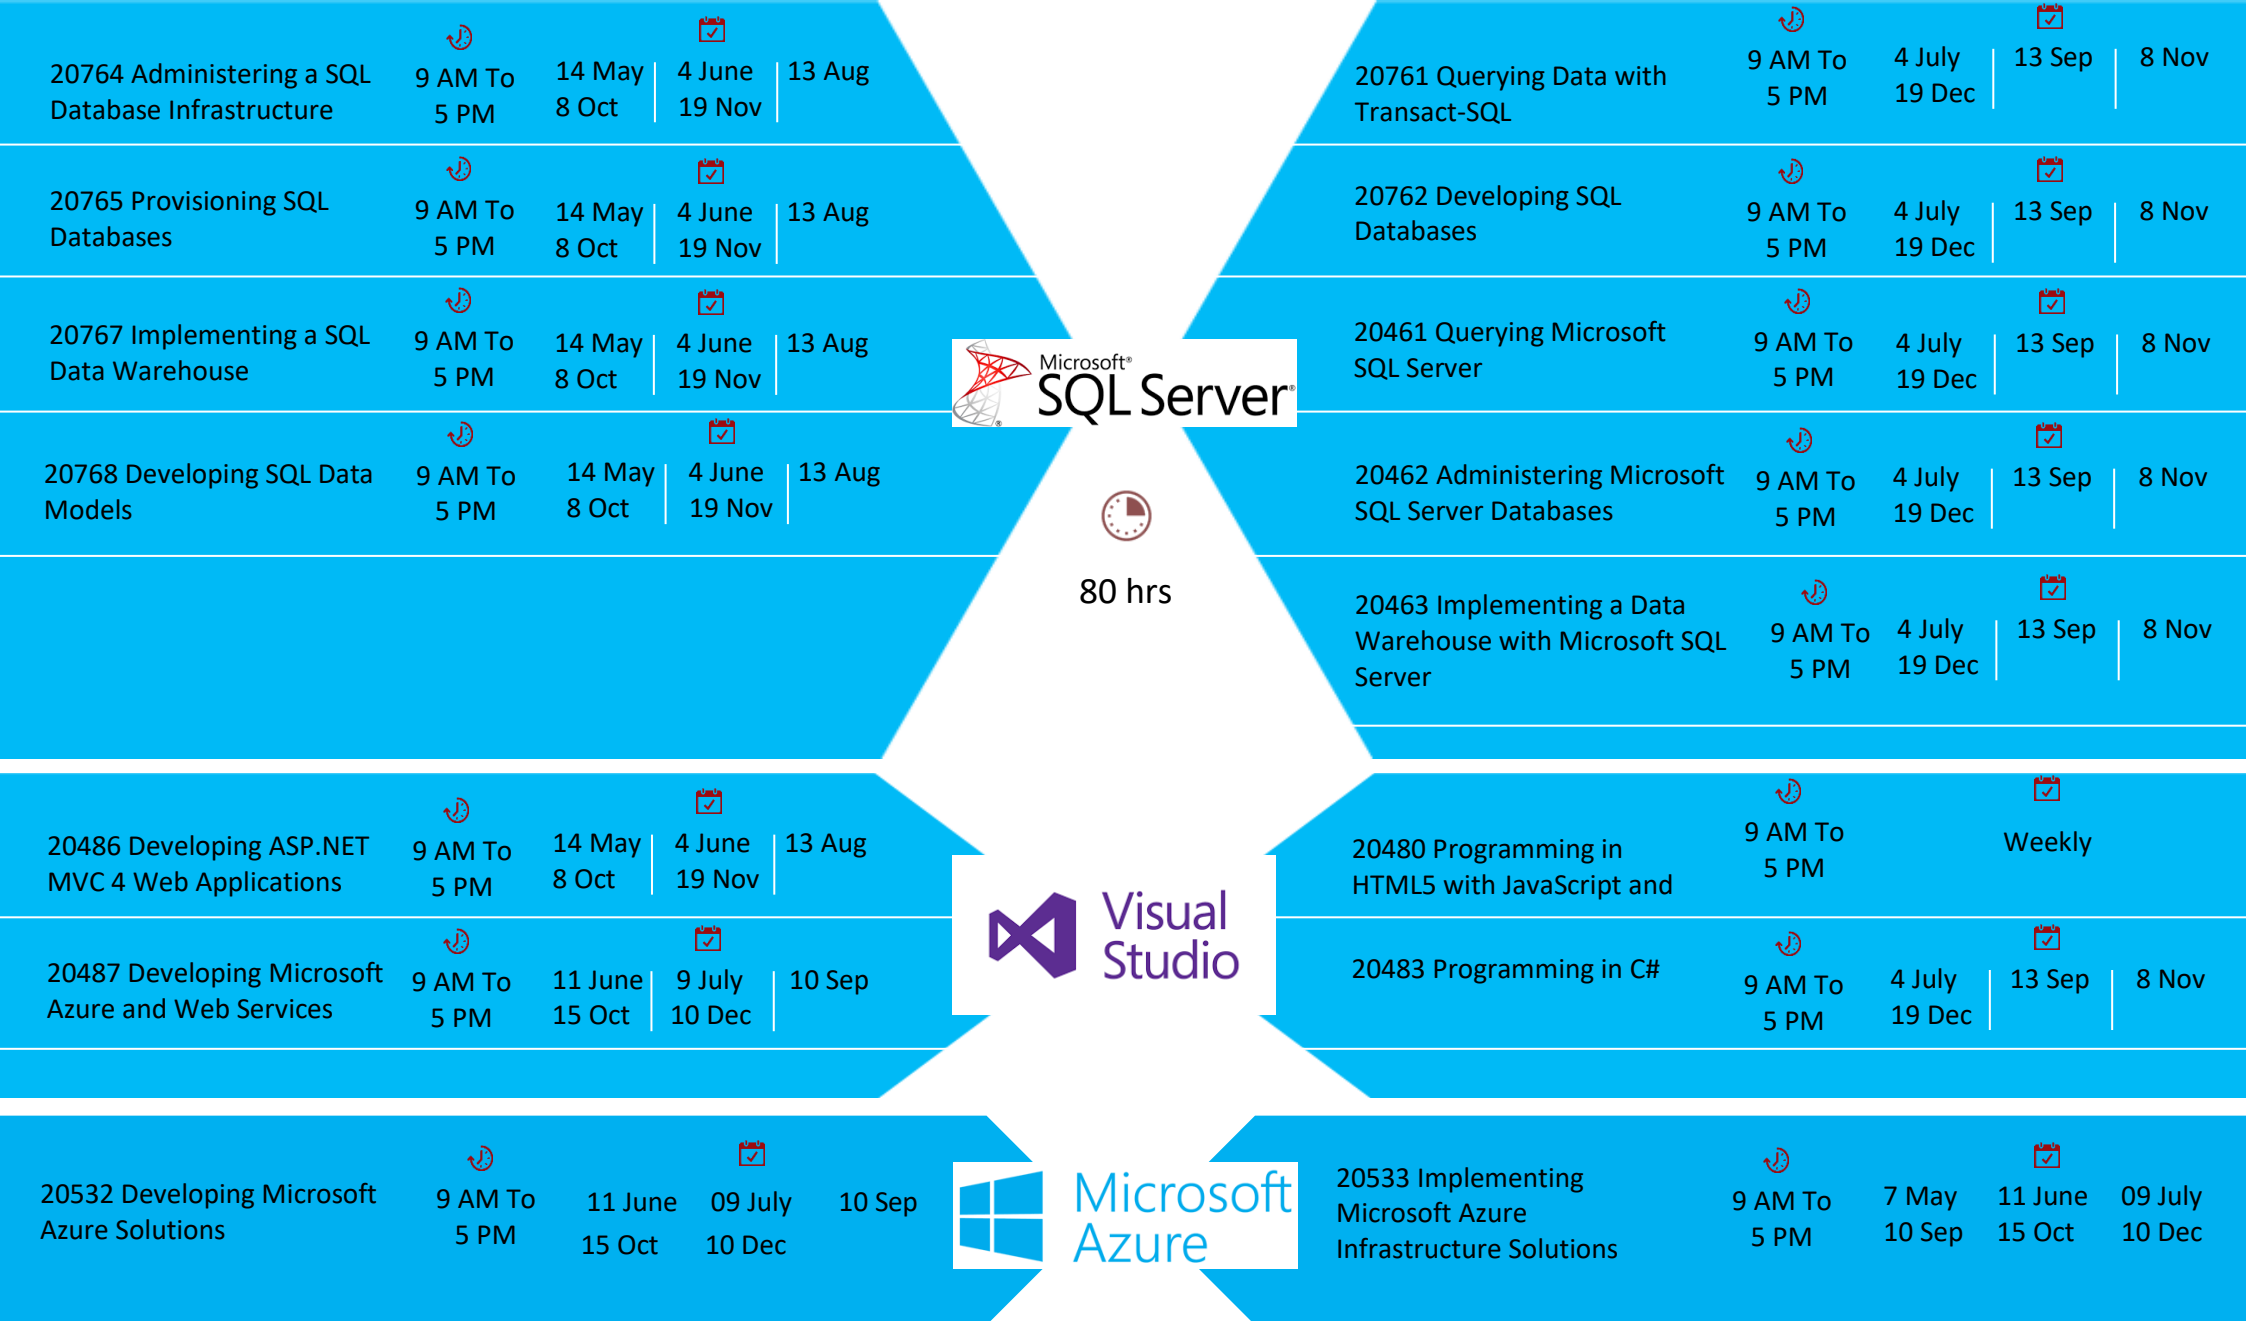 20764 Administering a SQL
Database Infrastructure
9 AM To
5 PM
14 May
8 Oct
4 June
19 Nov
13 Aug
20765 Provisioning SQL
Databases
9 AM To
5 PM
14 May
8 Oct
4 June
19 Nov
13 Aug
20767 Implementing a SQL
Data Warehouse
9 AM To
5 PM
14 May
8 Oct
4 June
19 Nov
13 Aug
20768 Developing SQL Data
Models
9 AM To
5 PM
14 May
8 Oct
4 June
19 Nov
13 Aug
Microsoft®
SQL Server®
80 hrs
20761 Querying Data with
Transact-SQL
9 AM To
5 PM
4 July
19 Dec
13 Sep
8 Nov
20762 Developing SQL
Databases
9 AM To
5 PM
4 July
19 Dec
13 Sep
8 Nov
20461 Querying Microsoft
SQL Server
9 AM To
5 PM
4 July
19 Dec
13 Sep
8 Nov
20462 Administering Microsoft
SQL Server Databases
9 AM To
5 PM
4 July
19 Dec
13 Sep
8 Nov
20463 Implementing a Data
Warehouse with Microsoft SQL
Server
9 AM To
5 PM
4 July
19 Dec
13 Sep
8 Nov
20486 Developing ASP.NET
MVC 4 Web Applications
9 AM To
5 PM
14 May
8 Oct
4 June
19 Nov
13 Aug
20487 Developing Microsoft
Azure and Web Services
9 AM To
5 PM
11 June
15 Oct
9 July
10 Dec
10 Sep
Visual
Studio
20480 Programming in
HTML5 with JavaScript and
9 AM To
5 PM
Weekly
20483 Programming in C#
9 AM To
5 PM
4 July
19 Dec
13 Sep
8 Nov
20532 Developing Microsoft
Azure Solutions
9 AM To
5 PM
11 June
15 Oct
09 July
10 Dec
10 Sep
Microsoft
Azure
20533 Implementing
Microsoft Azure
Infrastructure Solutions
9 AM To
5 PM
7 May
10 Sep
11 June
15 Oct
09 July
10 Dec